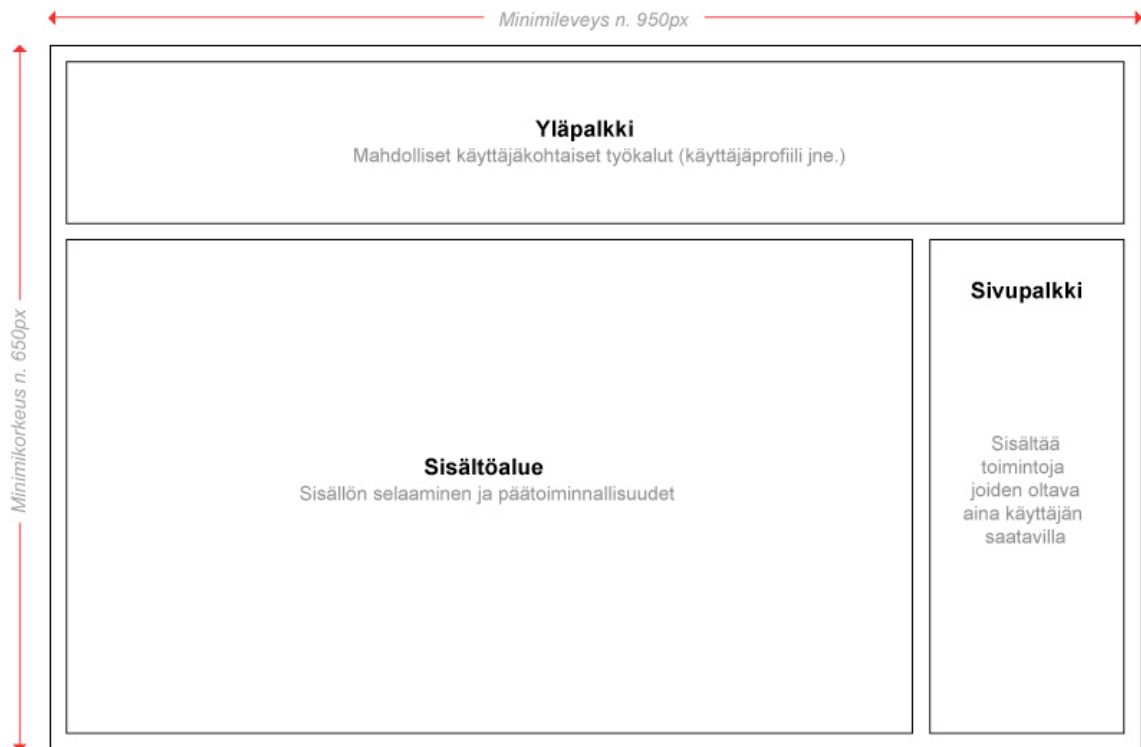 Minimileveys n. 950px
Yläpalkki
Mahdolliset käyttäjäkohtaiset työkalut (käyttäjäprofiili jne.)
Minimikorkeus n. 650px
Sisältöalue
Sisällön selaaminen ja päätoiminnallisuudet
Sivupalkki
Sisältää
toimintoja
joiden oltava
aina käyttäjän
saatavilla